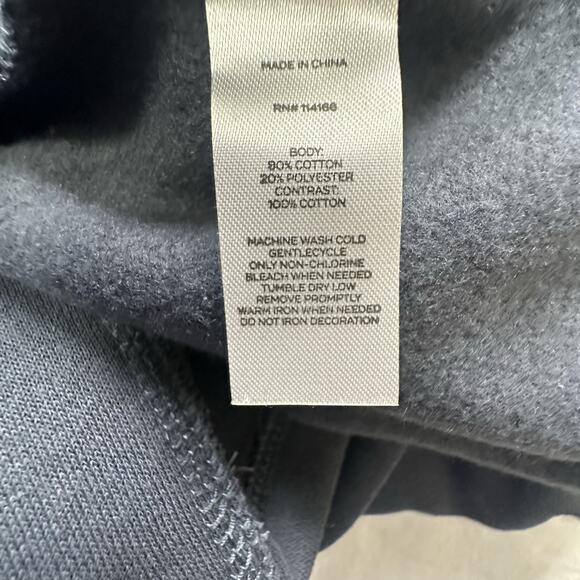 MADE IN CHINA
RN# 114166
BODY:
80% COTTON
20% POLYESTER
CONTRAST:
100% COTTON
MACHINE WASH COLD
GENTLECYCLE
ONLY NON-CHLORINE
BLEACH WHEN NEEDED
TUMBLE DRY LOW
REMOVE PROMPTLY
WARM IRON WHEN NEEDED
DO NOT IRON DECORATION